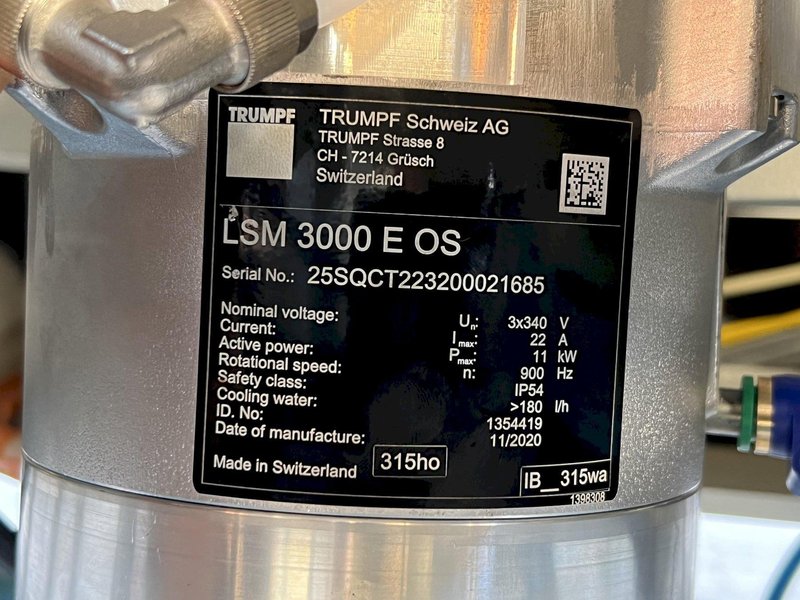 TRUMPF
TRUMPF Schweiz AG
TRUMPF Strasse 8
CH - 7214 Grüsch
Switzerland
LSM 3000 E OS
Serial No.: 25SQCT223200021685
Nominal voltage: Un: 3x340 V
Current: Imax: 22 A
Active power: Pmax: 11 kW
Rotational speed: n: 900 Hz
Safety class: IP54
Cooling water: >180 l/h
ID. No: 1354419
Date of manufacture: 11/2020
Made in Switzerland 315ho IB__315wa
1398308